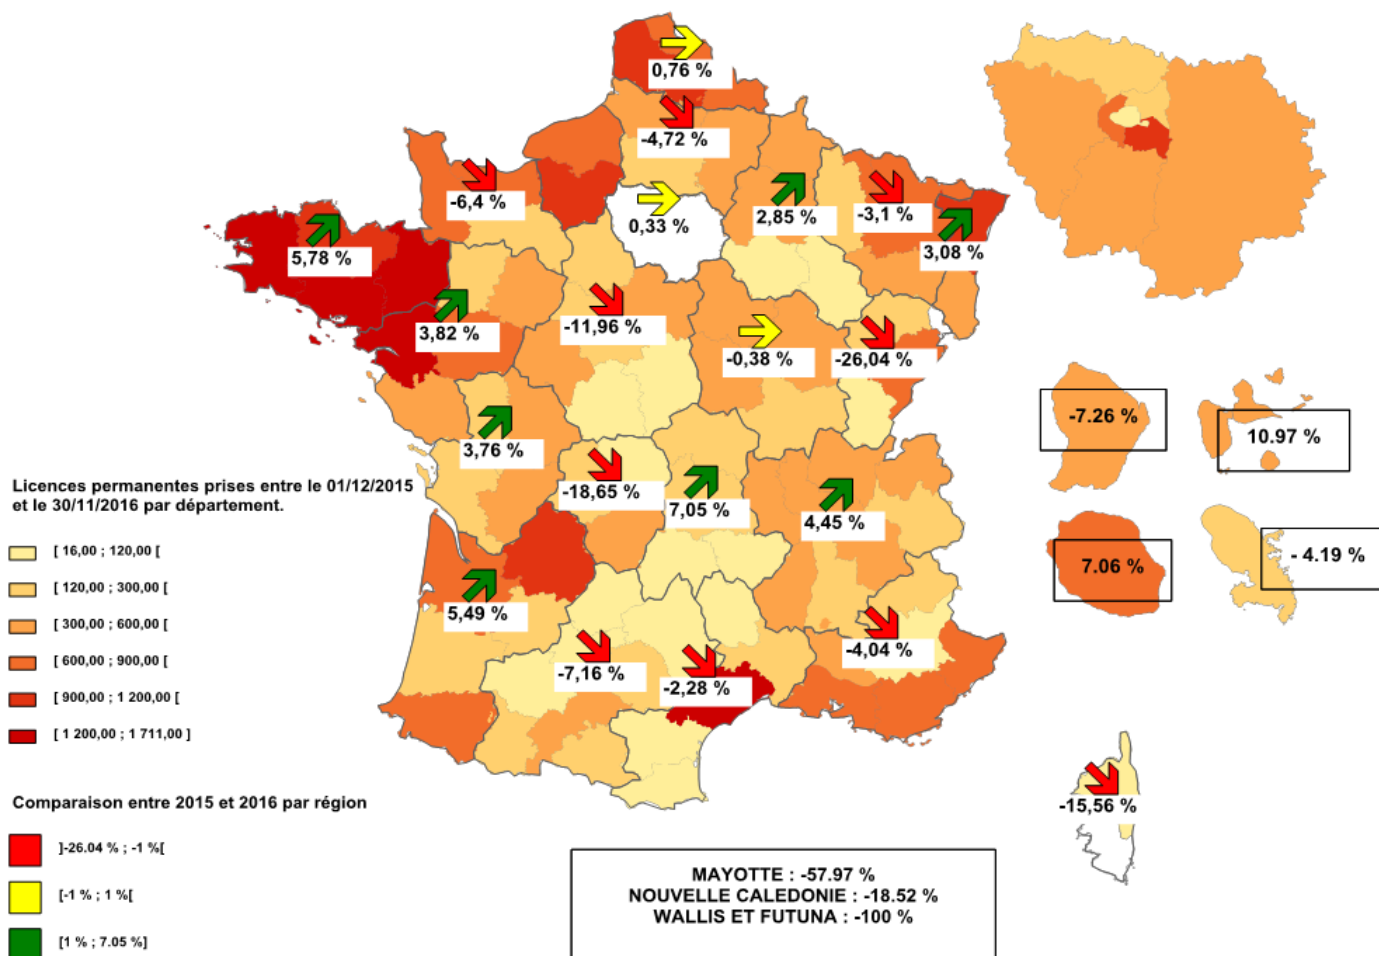 0,76 %
-4,72 %
-6,4 %
0,33 %
2,85 %
-3,1 %
3,08 %
5,78 %
3,82 %
-11,96 %
-0,38 %
-26,04 %
3,76 %
-18,65 %
7,05 %
4,45 %
5,49 %
-7,16 %
-2,28 %
-4,04 %
-15,56 %
-7.26 %
10.97 %
7.06 %
- 4.19 %
Licences permanentes prises entre le 01/12/2015
et le 30/11/2016 par département.
[ 16,00 ; 120,00 [
[ 120,00 ; 300,00 [
[ 300,00 ; 600,00 [
[ 600,00 ; 900,00 [
[ 900,00 ; 1 200,00 [
[ 1 200,00 ; 1 711,00 ]
Comparaison entre 2015 et 2016 par région
]-26.04 % ; -1 %[
[-1 % ; 1 %[
[1 % ; 7.05 %]
MAYOTTE : -57.97 %
NOUVELLE CALEDONIE : -18.52 %
WALLIS ET FUTUNA : -100 %